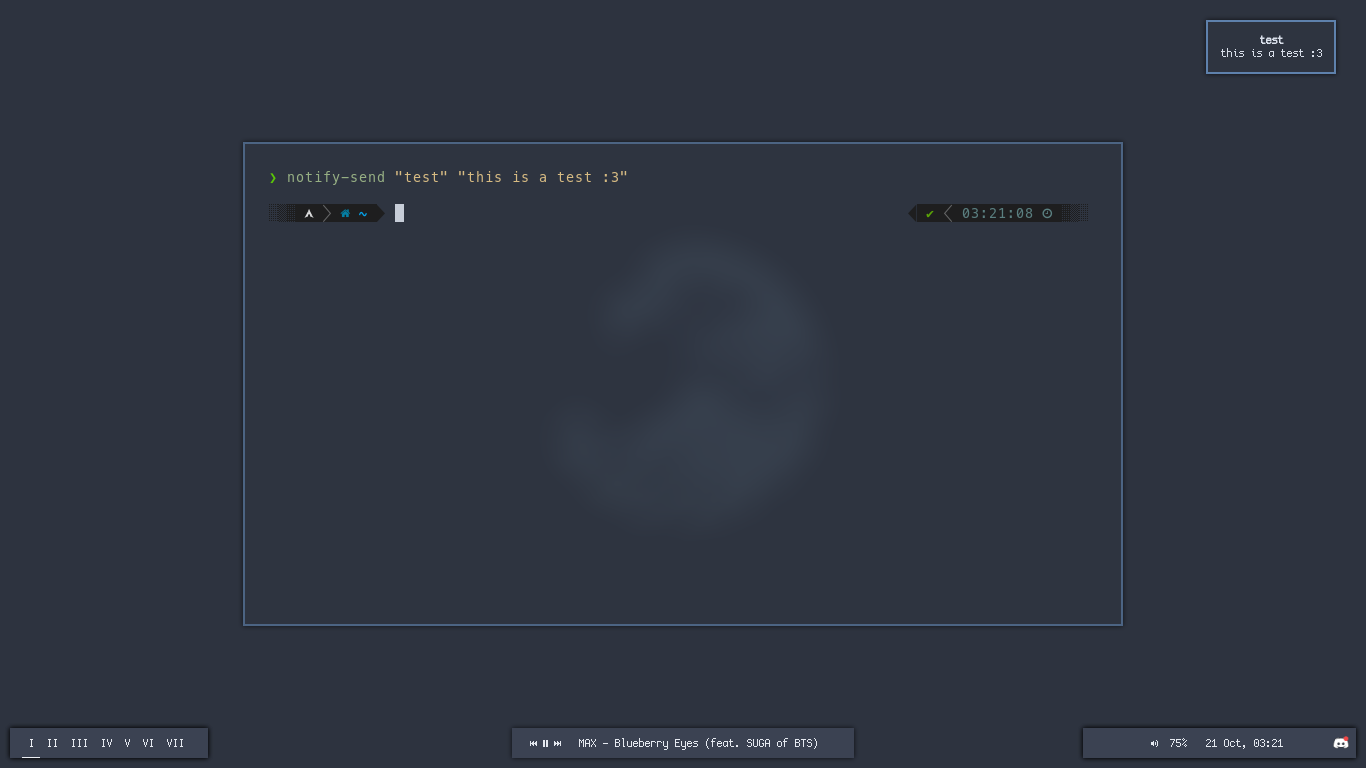 test
this is a test :3
❯ notify-send "test" "this is a test :3"
~
✔ 03:21:08
I II III IV V VI VII
MAX - Blueberry Eyes (feat. SUGA of BTS)
75% 21 Oct, 03:21